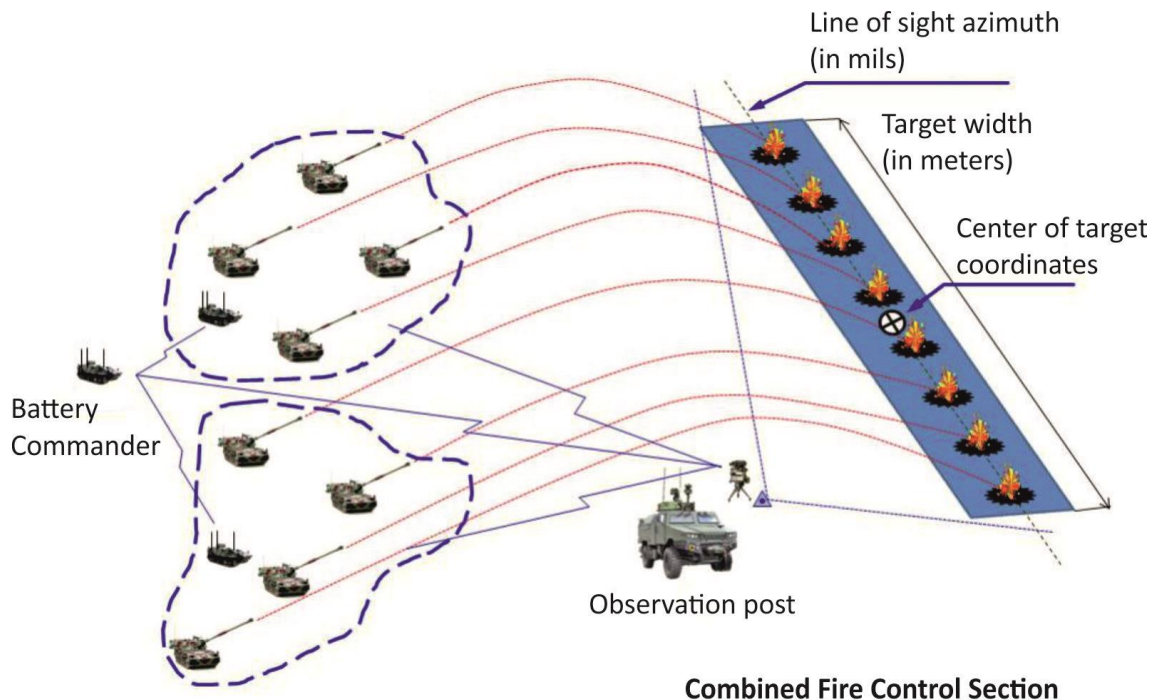 Line of sight azimuth
(in mils)
Target width
(in meters)
Center of target
coordinates
Battery
Commander
Observation post
Combined Fire Control Section